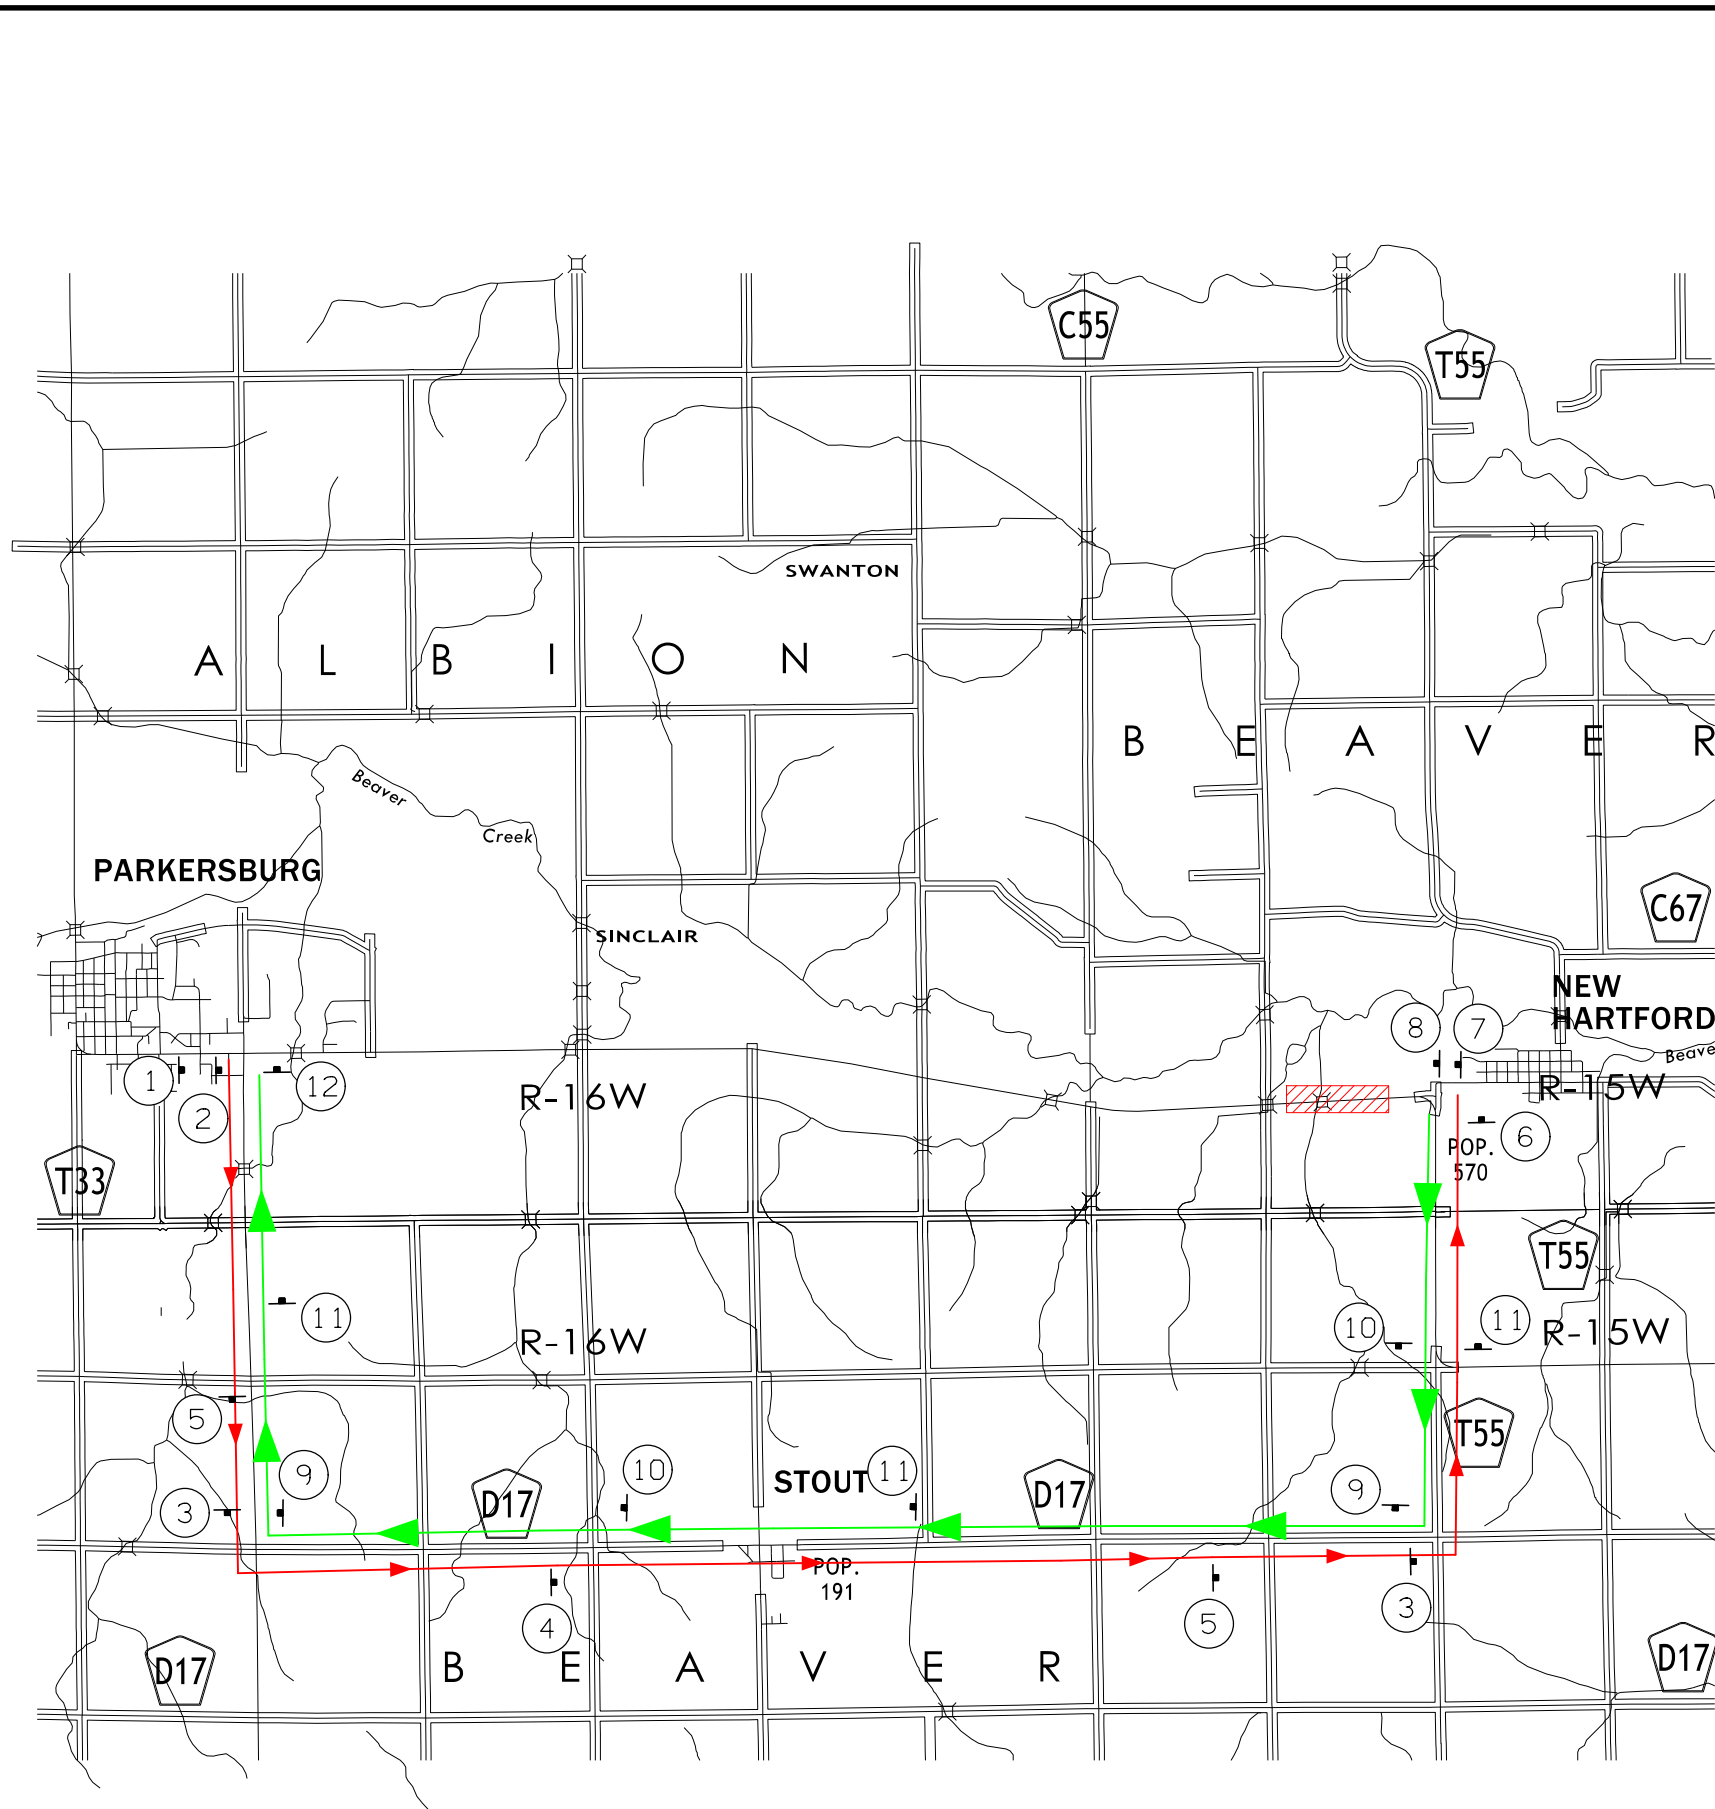 C55
T55
SWANTON
A L B I O N
B E A V E R
Beaver
Creek
PARKERSBURG
C67
SINCLAIR
NEW
HARTFORD
8
7
Beave
1
12
R-16W
R-15W
2
6
POP.
570
T33
T55
11
R-16W
10
11
R-15W
5
T55
9
10
STOUT
11
D17
D17
9
3
POP.
191
4
5
3
D17
B E A V E R
D17